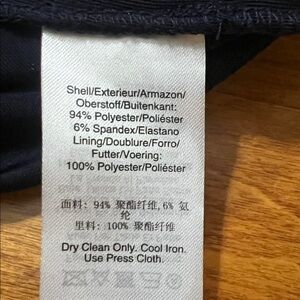 Shell/Exterieur/Armazon/
Oberstoff/Buitenkant:
94% Polyester/Poliéster
6% Spandex/Elastano
Lining/Doublure/Forro/
Futter/Voering:
100% Polyester/Poliéster
面料: 94% 聚酯纤维,6% 氨
纶
里料: 100% 聚酯纤维
Dry Clean Only. Cool Iron.
Use Press Cloth.